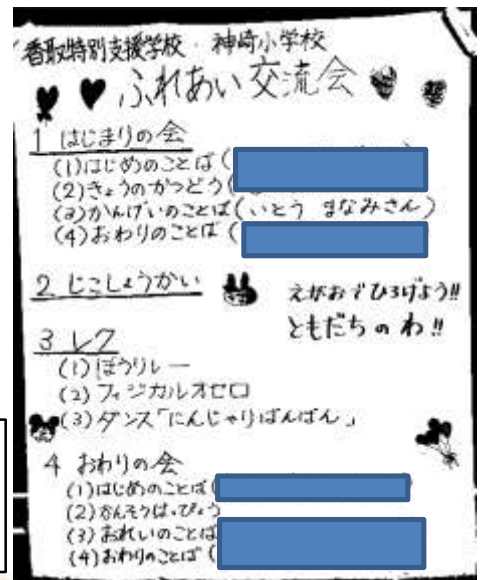 香取特別支援学校・神崎小学校
ふれあい交流会
1 はじまりの会
(1)はじめのことば(
(2)きょうのかつどう(
(3)かんげいのことば(いとう まなみさん)
(4)おわりのことば(
2 じこしょうかい
えがおでひろげよう!!
ともだちのわ!!
3 レク
(1)ぼうリレー
(2)フィジカルオセロ
(3)ダンス「にんじゃりばんばん」
4 おわりの会
(1)はじめのことば(
(2)かんそうはっぴょう
(3)おれいのことば
(4)おわりのことば(